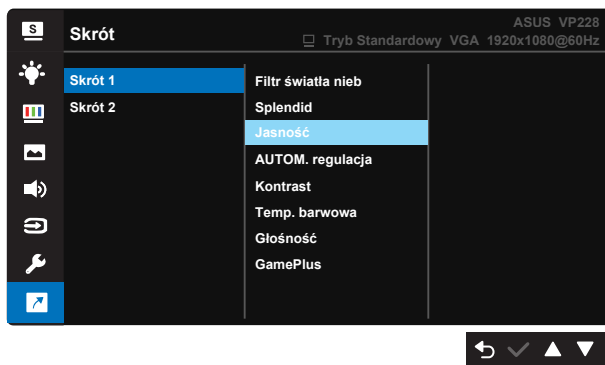 S
Skrót
ASUS VP228
Tryb Standardowy VGA 1920x1080@60Hz
Skrót 1
Skrót 2
Filtr światła nieb
Splendid
Jasność
AUTOM. regulacja
Kontrast
Temp. barwowa
Głośność
GamePlus